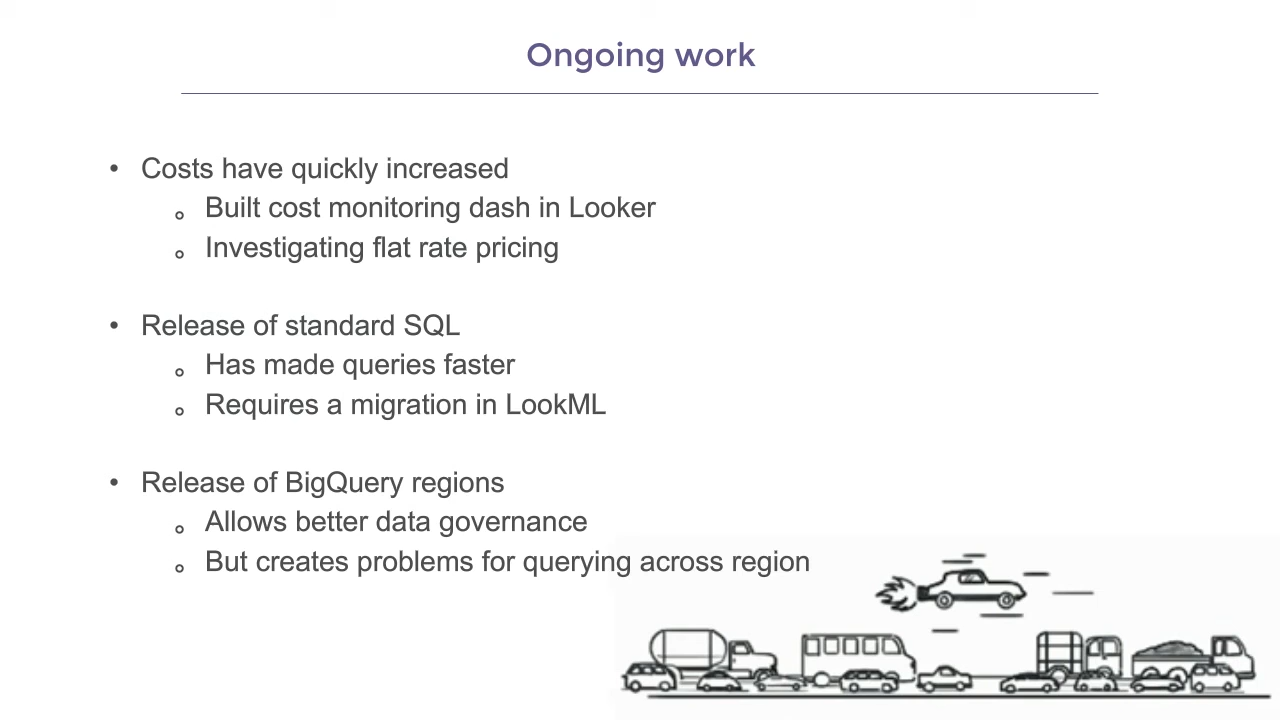 Ongoing work
• Costs have quickly increased
o Built cost monitoring dash in Looker
o Investigating flat rate pricing
• Release of standard SQL
o Has made queries faster
o Requires a migration in LookML
• Release of BigQuery regions
o Allows better data governance
o But creates problems for querying across region